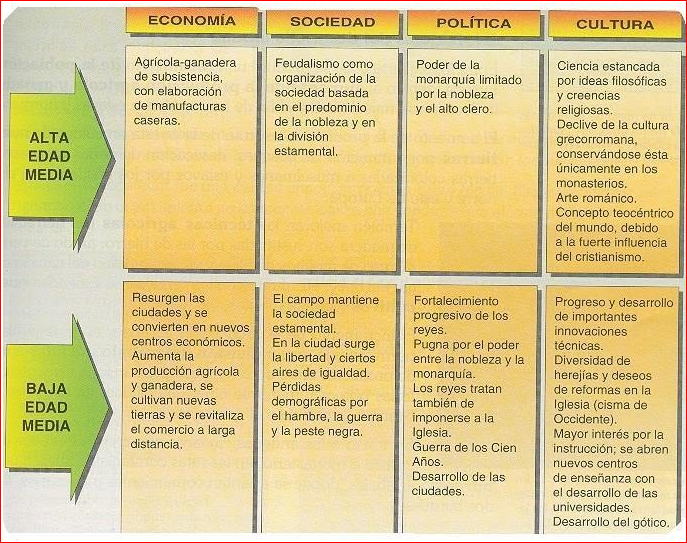 ECONOMÍA
SOCIEDAD
POLÍTICA
CULTURA
ALTA
EDAD
MEDIA
Agrícola-ganadera
de subsistencia,
con elaboración
de manufacturas
caseras.
Feudalismo como
organización de la
sociedad basada
en el predominio
de la nobleza y en
la división
estamental.
Poder de la
monarquía limitado
por la nobleza
y el alto clero.
Ciencia estancada
por ideas filosóficas
y creencias
religiosas.
Declive de la cultura
grecorromana,
conservándose ésta
únicamente en los
monasterios.
Arte románico.
Concepto teocéntrico
del mundo, debido
a la fuerte influencia
del cristianismo.
BAJA
EDAD
MEDIA
Resurgen las
ciudades y se
convierten en nuevos
centros económicos.
Aumenta la
producción agrícola
y ganadera, se
cultivan nuevas
tierras y se revitaliza
el comercio a larga
distancia.
El campo mantiene
la sociedad
estamental.
En la ciudad surge
la libertad y ciertos
aires de igualdad.
Pérdidas
demográficas por
el hambre, la guerra
y la peste negra.
Fortalecimiento
progresivo de los
reyes.
Pugna por el poder
entre la nobleza y la
monarquía.
Los reyes tratan
también de
imponerse a la
Iglesia.
Guerra de los Cien
Años.
Desarrollo de las
ciudades.
Progreso y desarrollo
de importantes
innovaciones
técnicas.
Diversidad de
herejías y deseos
de reformas en la
Iglesia (cisma de
Occidente).
Mayor interés por la
instrucción; se abren
nuevos centros
de enseñanza con
el desarrollo de las
universidades.
Desarrollo del gótico.